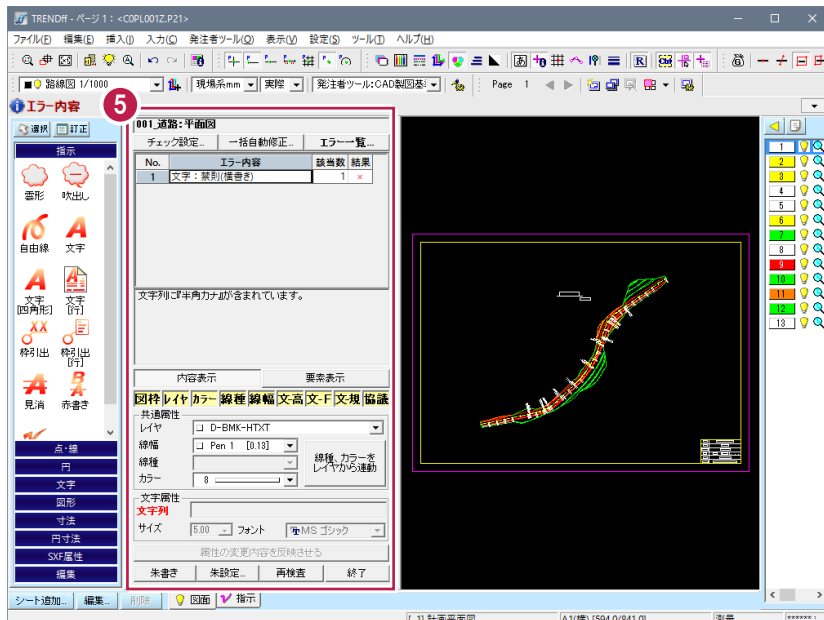 TRENDff - ページ 1 : <C0PL001Z.P21>
ファイル(F) 編集(E) 挿入(I) 入力(C) 発注者ツール(O) 表示(V) 設定(S) ツール(T) ヘルプ(H)
路線図 1/1000 現場系mm 実際 発注者ツール:CAD製図基 Page 1
エラー内容
5
選択 訂正
指示
雲形 吹出し
自由線 文字
文字[四角形] 文字[行]
枠引出 枠引出[行]
見消 赤書き
点・線
円
文字
図形
寸法
円寸法
SXF属性
編集
001_道路:平面図
チェック設定... 一括自動修正... エラー一覧...
No. エラー内容 該当数 結果
1 文字:禁則(横書き) 1 ×
文字列に『半角カナ』が含まれています。
内容表示 要素表示
図枠 レイヤ カラー 線種 線幅 文-高 文-F 文-規 協議
共通属性
レイヤ D-BMK-HTXT
線幅 Pen 1 [0.13]
線種
カラー 8
線種、カラーをレイヤから連動
文字属性
文字列
サイズ 5.00 フォント MS ゴシック
属性の変更内容を反映させる
朱書き 朱設定... 再検査 終了
1
2
3
4
5
6
7
8
9
10
11
12
13
シート追加... 編集... 削除 図面 指示
[ 1] 計画平面図 A1(横) [594.0/841.0] 測量 ******